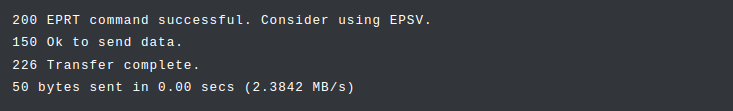 200 EPRT command successful. Consider using EPSV.
150 Ok to send data.
226 Transfer complete.
50 bytes sent in 0.00 secs (2.3842 MB/s)